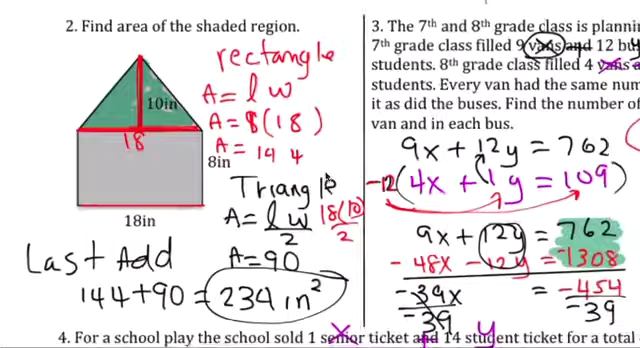 2. Find area of the shaded region.
10in
18
8in
18in
rectangle
A = l w
A = 8(18)
A = 144
Triangle
A = l w / 2
18(10) / 2
A = 90
Last Add
144 + 90 = 234 in²
3. The 7th and 8th grade class is plannin
7th grade class filled 9 vans and 12 bu
students. 8th grade class filled 4 vans a
students. Every van had the same num
it as did the buses. Find the number of
van and in each bus.
x
y
9x + 12y = 762
-12(4x + 1y = 109)
9x + 12y = 762
- 48x - 12y = -1308
-39x = -454
-39 -39
x y
4. For a school play the school sold 1 senior ticket and 14 student ticket for a total